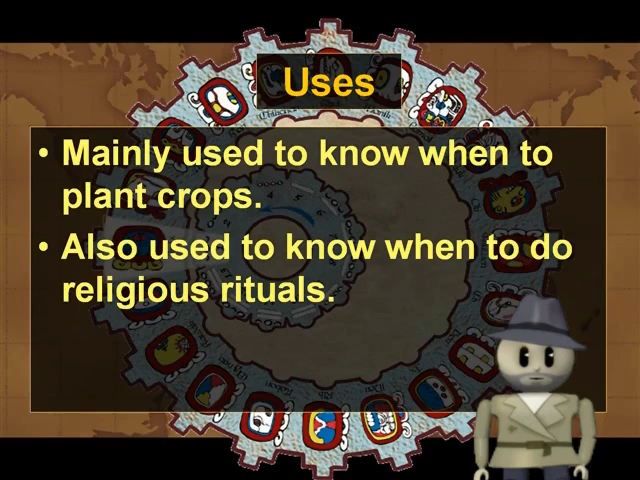 Uses
• Mainly used to know when to
plant crops.
• Also used to know when to do
religious rituals.